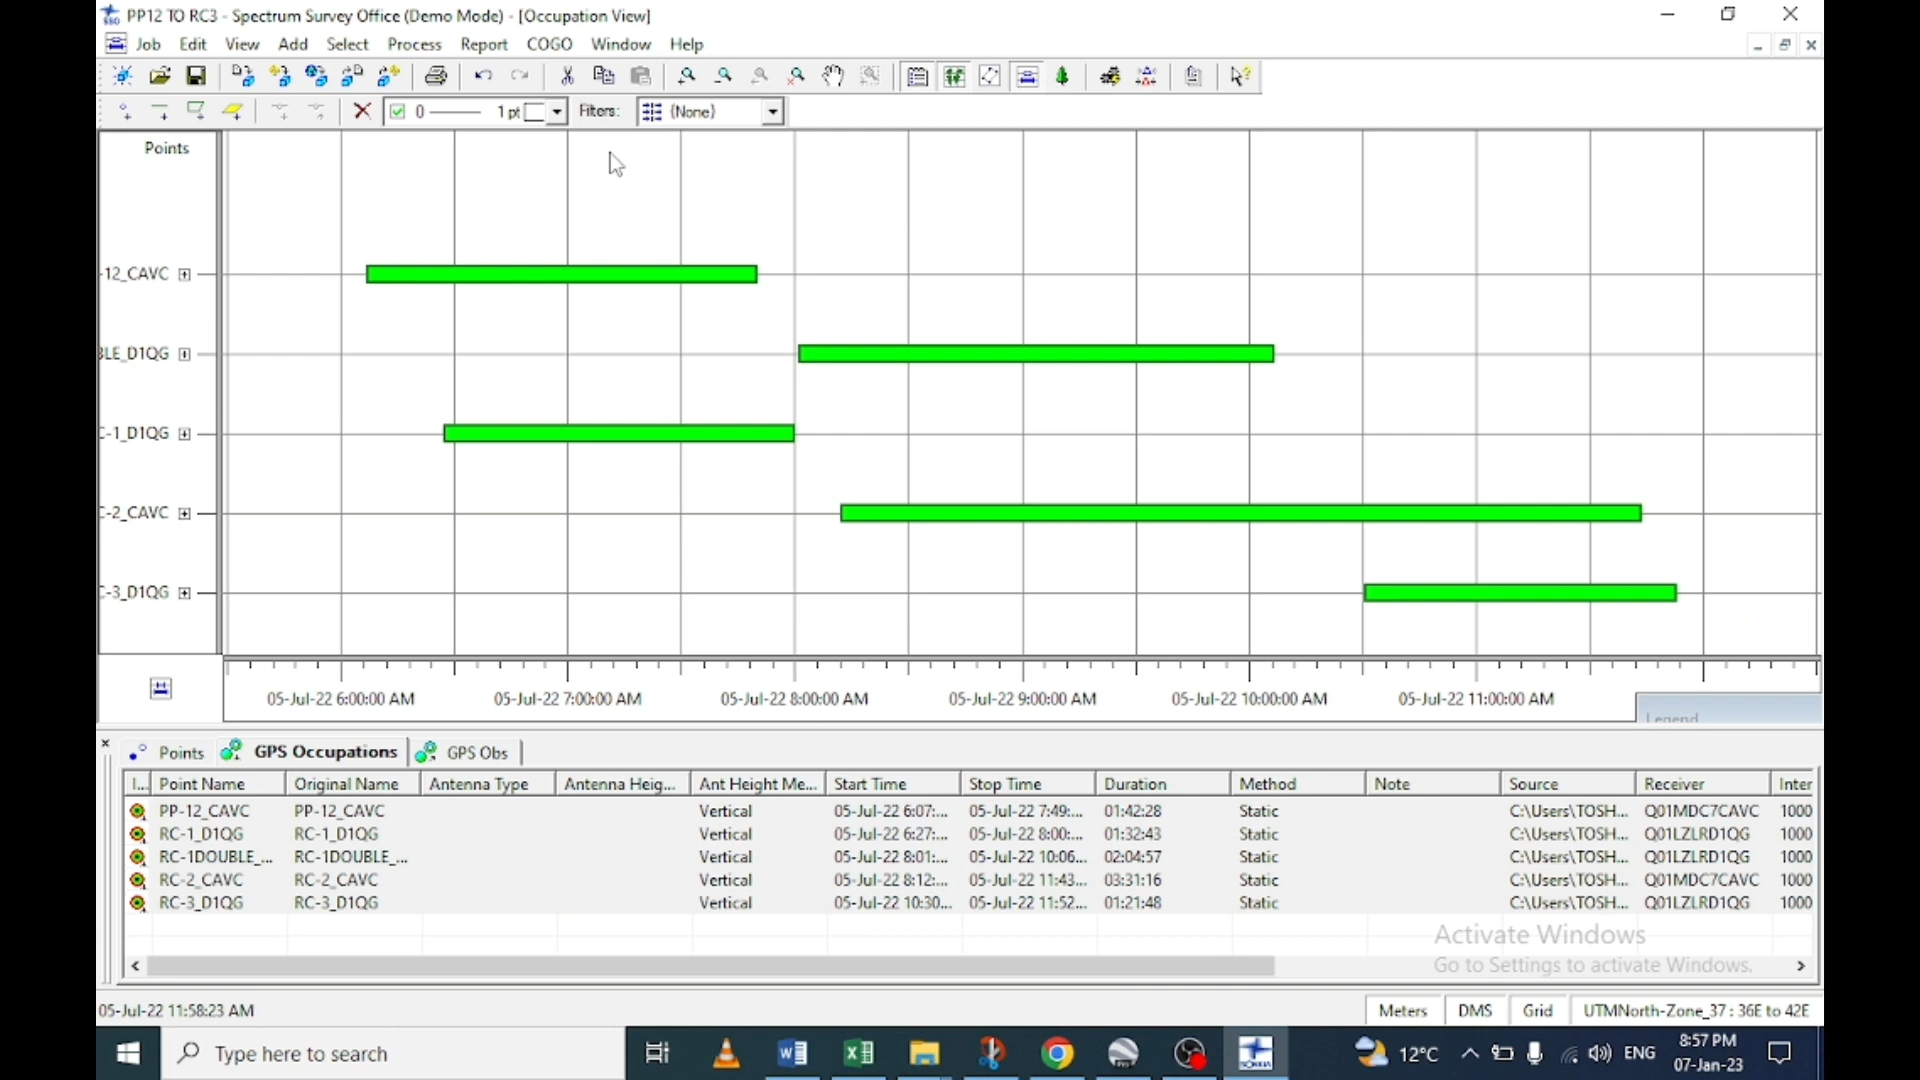 PP12 TO RC3 - Spectrum Survey Office (Demo Mode) - [Occupation View]
Job Edit View Add Select Process Report COGO Window Help
0 1 pt Filters: (None)
Points
-12_CAVC
BLE_D1QG
C-1_D1QG
C-2_CAVC
C-3_D1QG
05-Jul-22 6:00:00 AM 05-Jul-22 7:00:00 AM 05-Jul-22 8:00:00 AM 05-Jul-22 9:00:00 AM 05-Jul-22 10:00:00 AM 05-Jul-22 11:00:00 AM
Legend
Points GPS Occupations GPS Obs
I... Point Name Original Name Antenna Type Antenna Heig... Ant Height Me... Start Time Stop Time Duration Method Note Source Receiver Inter
PP-12_CAVC PP-12_CAVC Vertical 05-Jul-22 6:07:... 05-Jul-22 7:49:... 01:42:28 Static C:\Users\TOSH... Q01MDC7CAVC 1000
RC-1_D1QG RC-1_D1QG Vertical 05-Jul-22 6:27:... 05-Jul-22 8:00:... 01:32:43 Static C:\Users\TOSH... Q01LZLRD1QG 1000
RC-1DOUBLE_... RC-1DOUBLE_... Vertical 05-Jul-22 8:01:... 05-Jul-22 10:06... 02:04:57 Static C:\Users\TOSH... Q01LZLRD1QG 1000
RC-2_CAVC RC-2_CAVC Vertical 05-Jul-22 8:12:... 05-Jul-22 11:43... 03:31:16 Static C:\Users\TOSH... Q01MDC7CAVC 1000
RC-3_D1QG RC-3_D1QG Vertical 05-Jul-22 10:30... 05-Jul-22 11:52... 01:21:48 Static C:\Users\TOSH... Q01LZLRD1QG 1000
Activate Windows
Go to Settings to activate Windows.
05-Jul-22 11:58:23 AM Meters DMS Grid UTMNorth-Zone_37 : 36E to 42E
Type here to search 12°C ENG 8:57 PM
07-Jan-23